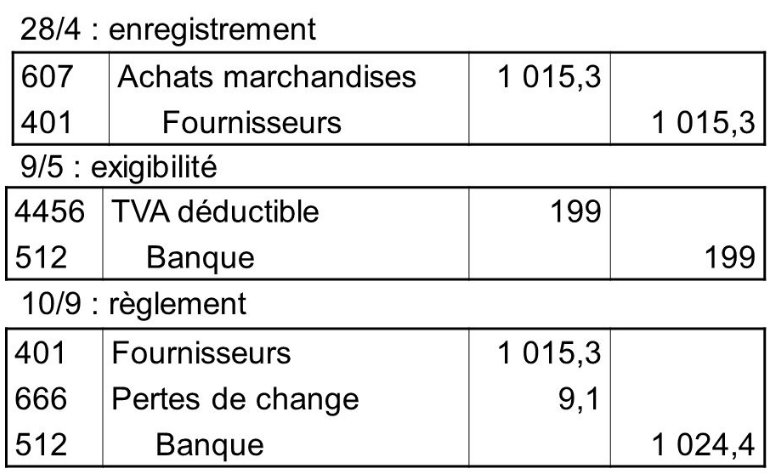 28/4 : enregistrement
607 Achats marchandises 1 015,3
401 Fournisseurs 1 015,3
9/5 : exigibilité
4456 TVA déductible 199
512 Banque 199
10/9 : règlement
401 Fournisseurs 1 015,3
666 Pertes de change 9,1
512 Banque 1 024,4